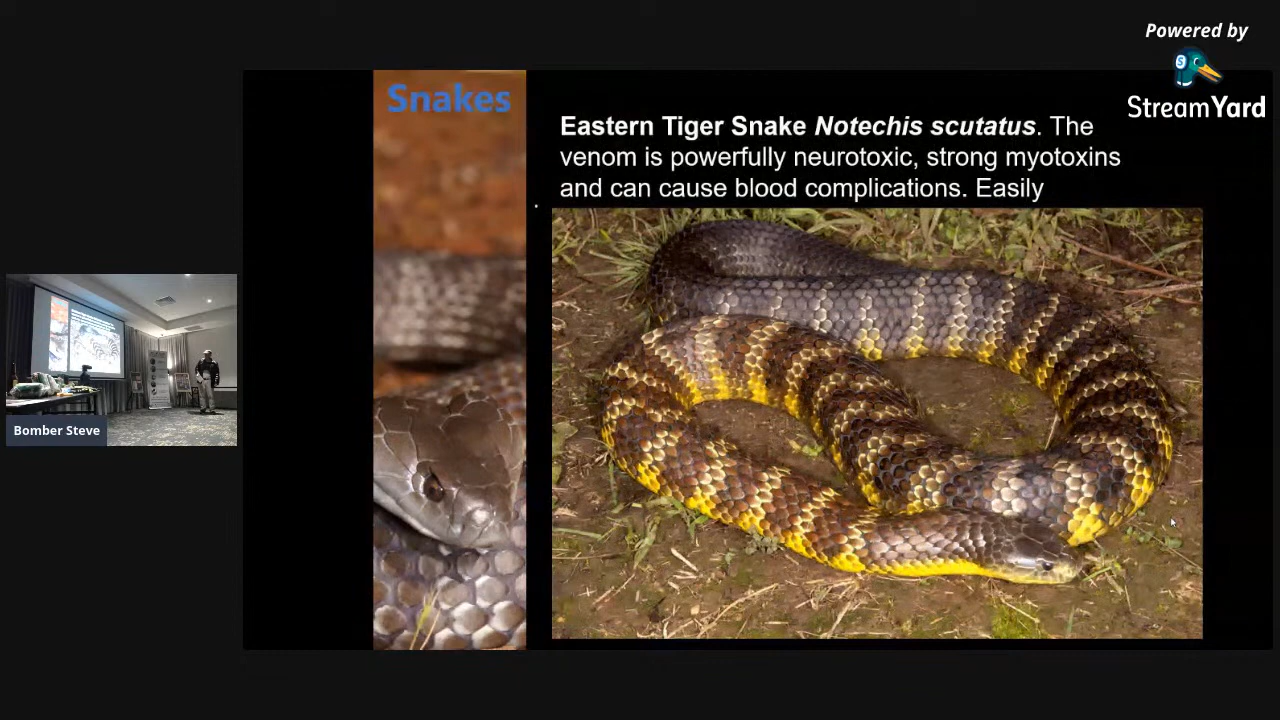 Powered by
StreamYard
Snakes
Eastern Tiger Snake Notechis scutatus. The
venom is powerfully neurotoxic, strong myotoxins
and can cause blood complications. Easily
.
Bomber Steve